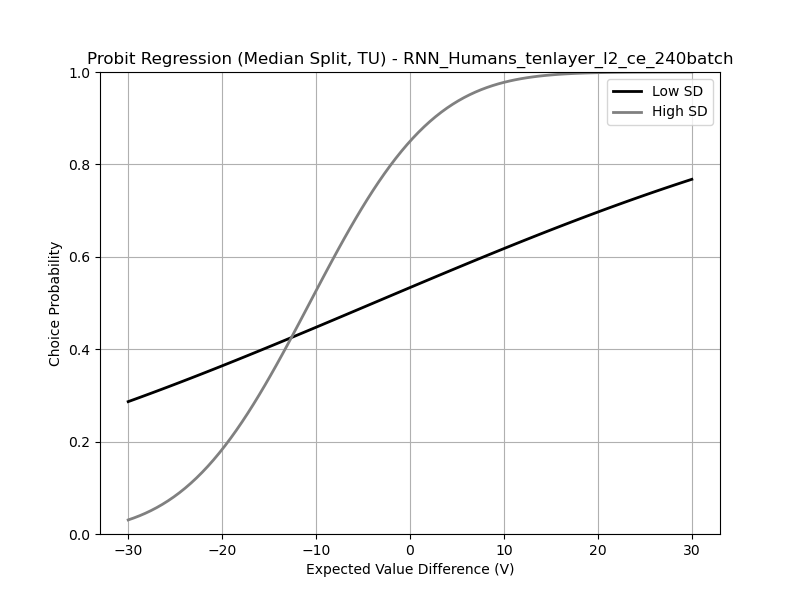 Probit Regression (Median Split, TU) - RNN_Humans_tenlayer_l2_ce_240batch
1.0
0.8
0.6
0.4
0.2
0.0
Choice Probability
Low SD
High SD
−30
−20
−10
0
10
20
30
Expected Value Difference (V)